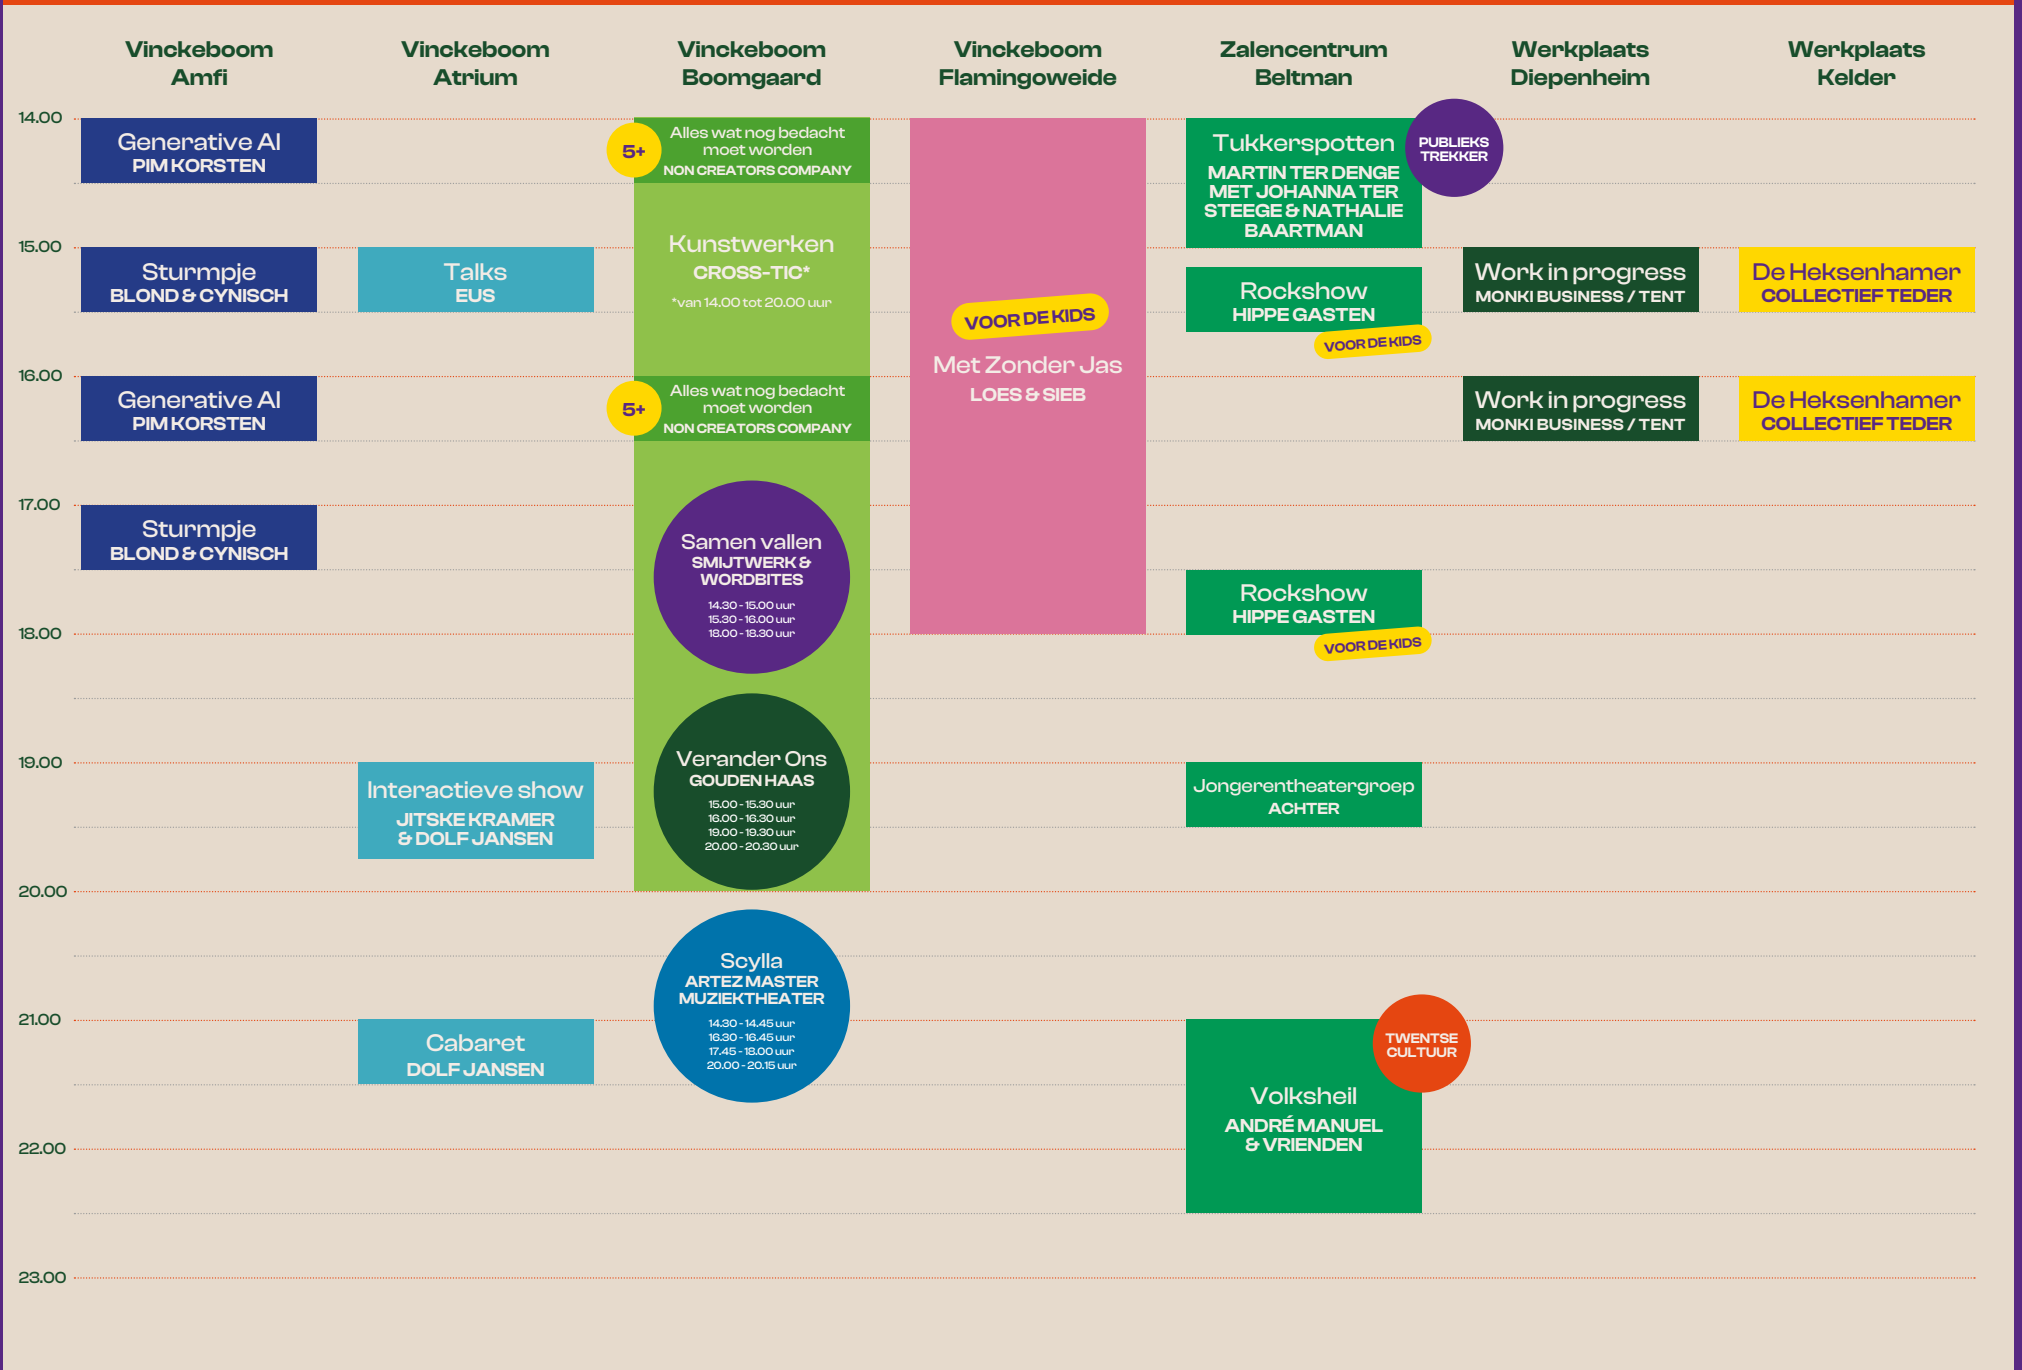 Vinckeboom
Amfi
Vinckeboom
Atrium
Vinckeboom
Boomgaard
Vinckeboom
Flamingoweide
Zalencentrum
Beltman
Werkplaats
Diepenheim
Werkplaats
Kelder
14.00
Generative AI
PIM KORSTEN
5+
Alles wat nog bedacht
moet worden
NON CREATORS COMPANY
Tukkerspotten
MARTIN TER DENGE
MET JOHANNA TER
STEEGE & NATHALIE
BAARTMAN
PUBLIEKS
TREKKER
Kunstwerken
CROSS-TIC*
*van 14.00 tot 20.00 uur
15.00
Sturmpje
BLOND & CYNISCH
Talks
EUS
VOOR DE KIDS
Met Zonder Jas
LOES & SIEB
Rockshow
HIPPE GASTEN
VOOR DE KIDS
Work in progress
MONKI BUSINESS / TENT
De Heksenhamer
COLLECTIEF TEDER
16.00
Generative AI
PIM KORSTEN
5+
Alles wat nog bedacht
moet worden
NON CREATORS COMPANY
Work in progress
MONKI BUSINESS / TENT
De Heksenhamer
COLLECTIEF TEDER
17.00
Sturmpje
BLOND & CYNISCH
Samen vallen
SMIJTWERK &
WORDBITES
14.30 - 15.00 uur
15.30 - 16.00 uur
18.00 - 18.30 uur
Rockshow
HIPPE GASTEN
VOOR DE KIDS
18.00
19.00
Interactieve show
JITSKE KRAMER
& DOLF JANSEN
Verander Ons
GOUDEN HAAS
15.00 - 15.30 uur
16.00 - 16.30 uur
19.00 - 19.30 uur
20.00 - 20.30 uur
Jongerentheatergroep
ACHTER
20.00
Scylla
ARTEZ MASTER
MUZIEKTHEATER
14.30 - 14.45 uur
16.30 - 16.45 uur
17.45 - 18.00 uur
20.00 - 20.15 uur
21.00
Cabaret
DOLF JANSEN
TWENTSE
CULTUUR
Volksheil
ANDRÉ MANUEL
& VRIENDEN
22.00
23.00